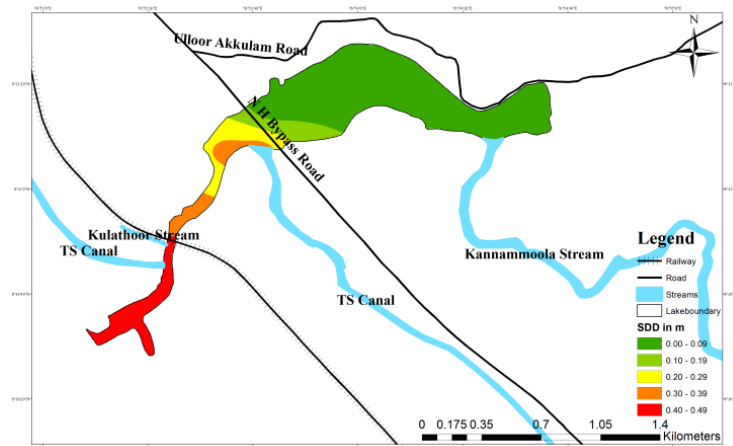 N
Ulloor Akkulam Road
N H Bypass Road
Kulathoor Stream
TS Canal
Kannammoola Stream
TS Canal
Legend
Railway
Road
Streams
Lakeboundary
SDD in m
0.00 - 0.09
0.10 - 0.19
0.20 - 0.29
0.30 - 0.39
0.40 - 0.49
0 0.175 0.35 0.7 1.05 1.4
Kilometers